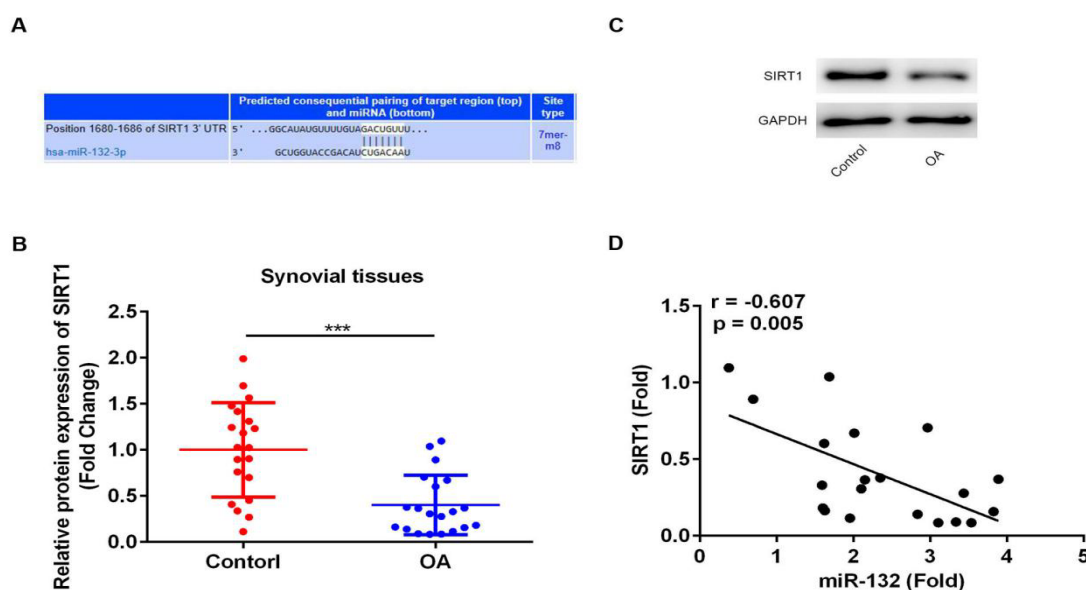 A
Predicted consequential pairing of target region (top)
and miRNA (bottom)
Site
type
Position 1680-1686 of SIRT1 3' UTR
5' ...GGCAUAUGUUUUGUAGACUGUUU...
hsa-miR-132-3p
3' GCUGGUACCGACAUCUGACAAU
7mer-
m8
B
Synovial tissues
Relative protein expression of SIRT1
(Fold Change)
2.5
2.0
1.5
1.0
0.5
0.0
***
Contorl
OA
C
SIRT1
GAPDH
Control
OA
D
r = -0.607
p = 0.005
SIRT1 (Fold)
1.5
1.0
0.5
0.0
0
1
2
3
4
5
miR-132 (Fold)